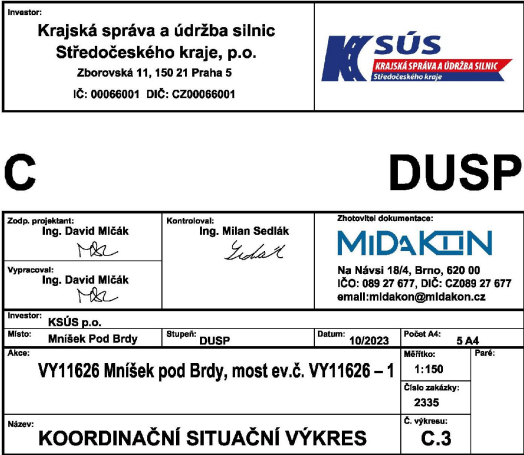 Investor:
Krajská správa a údržba silnic
Středočeského kraje, p.o.
Zborovská 11, 150 21 Praha 5
IČ: 00066001 DIČ: CZ00066001
KSÚS
KRAJSKÁ SPRÁVA A ÚDRŽBA SILNIC
Středočeského kraje
C
DUSP
Zodp. projektant:
Ing. David Mlčák
Kontroloval:
Ing. Milan Sedlák
Zhotovitel dokumentace:
MIDAKON
Vypracoval:
Ing. David Mlčák
Na Návsi 18/4, Brno, 620 00
IČO: 089 27 677, DIČ: CZ089 27 677
email:midakon@midakon.cz
Investor:
KSÚS p.o.
Místo: Mníšek Pod Brdy
Stupeň: DUSP
Datum: 10/2023
Počet A4: 5 A4
Akce:
VY11626 Mníšek pod Brdy, most ev.č. VY11626 – 1
Měřítko:
1:150
Paré:
Číslo zakázky:
2335
Název:
KOORDINAČNÍ SITUAČNÍ VÝKRES
Č. výkresu:
C.3